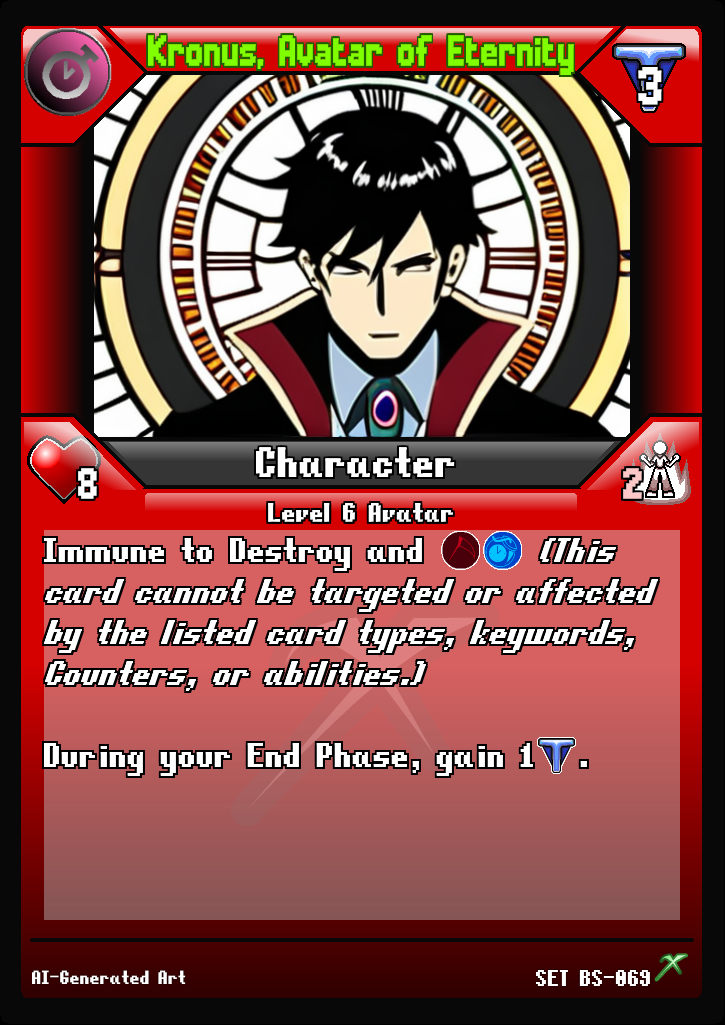 Kronus, Avatar of Eternity
3
Character
8
2
Level 6 Avatar
Immune to Destroy and (This
card cannot be targeted or affected
by the listed card types, keywords,
Counters, or abilities.)
During your End Phase, gain 1 T.
AI-Generated Art
SET BS-069